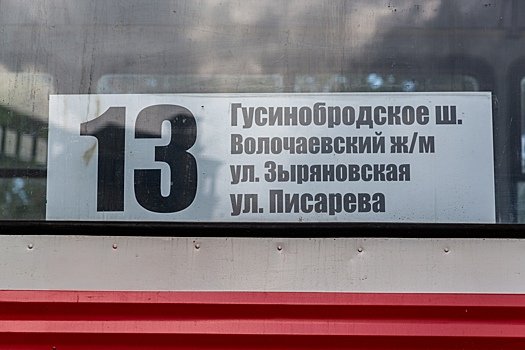 13
Гусинобродское ш.
Волочаевский ж/м
ул. Зыряновская
ул. Писарева